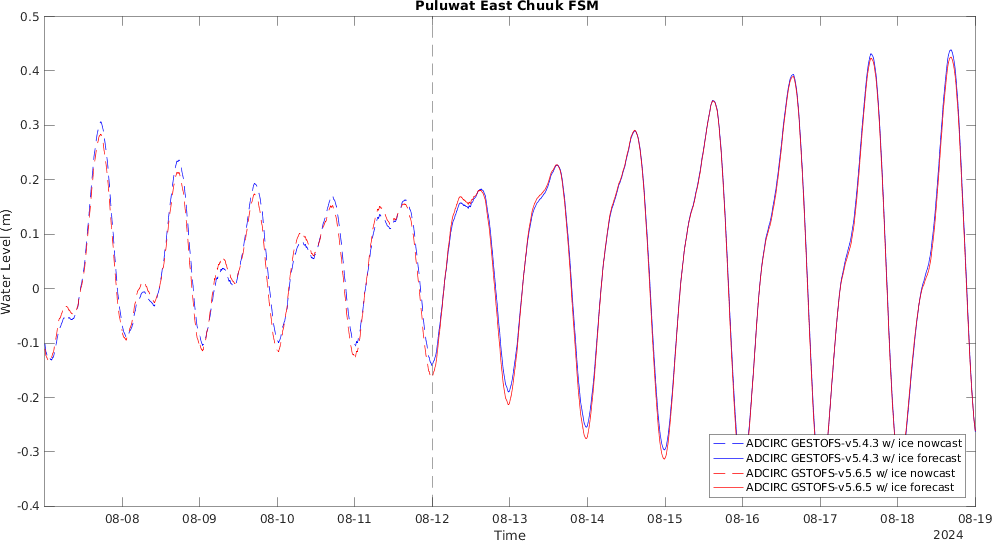 Puluwat East Chuuk FSM
0.5
0.4
0.3
0.2
0.1
0
-0.1
-0.2
-0.3
-0.4
Water Level (m)
ADCIRC GESTOFS-v5.4.3 w/ ice nowcast
ADCIRC GESTOFS-v5.4.3 w/ ice forecast
ADCIRC GSTOFS-v5.6.5 w/ ice nowcast
ADCIRC GSTOFS-v5.6.5 w/ ice forecast
08-08 08-09 08-10 08-11 08-12 08-13 08-14 08-15 08-16 08-17 08-18 08-19
Time
2024